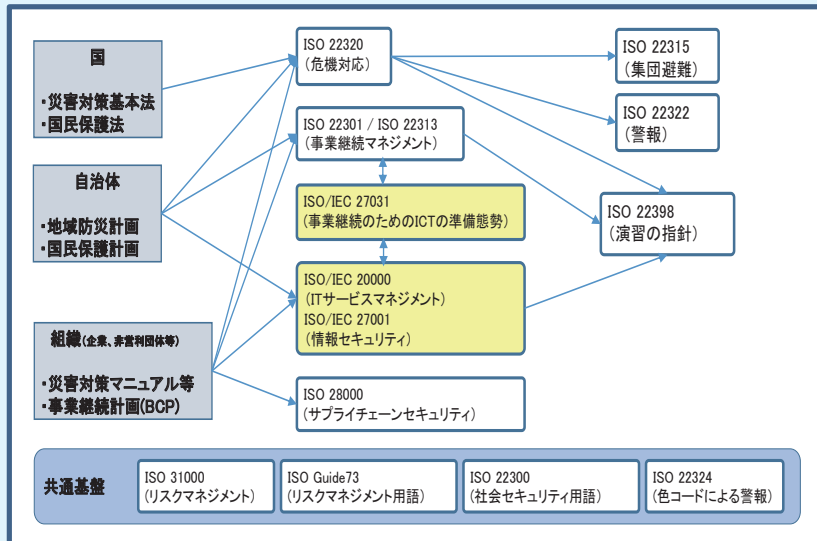 国
・災害対策基本法
・国民保護法
自治体
・地域防災計画
・国民保護計画
組織(企業、非営利団体等)
・災害対策マニュアル等
・事業継続計画(BCP)
ISO 22320
(危機対応)
ISO 22301 / ISO 22313
(事業継続マネジメント)
ISO/IEC 27031
(事業継続のためのICTの準備態勢)
ISO/IEC 20000
(ITサービスマネジメント)
ISO/IEC 27001
(情報セキュリティ)
ISO 28000
(サプライチェーンセキュリティ)
ISO 22315
(集団避難)
ISO 22322
(警報)
ISO 22398
(演習の指針)
共通基盤
ISO 31000
(リスクマネジメント)
ISO Guide73
(リスクマネジメント用語)
ISO 22300
(社会セキュリティ用語)
ISO 22324
(色コードによる警報)